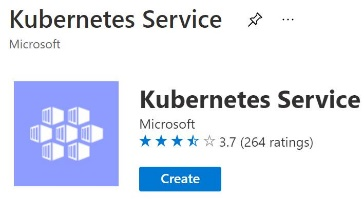 Kubernetes Service
Microsoft
Kubernetes Service
Microsoft
3.7 (264 ratings)
Create